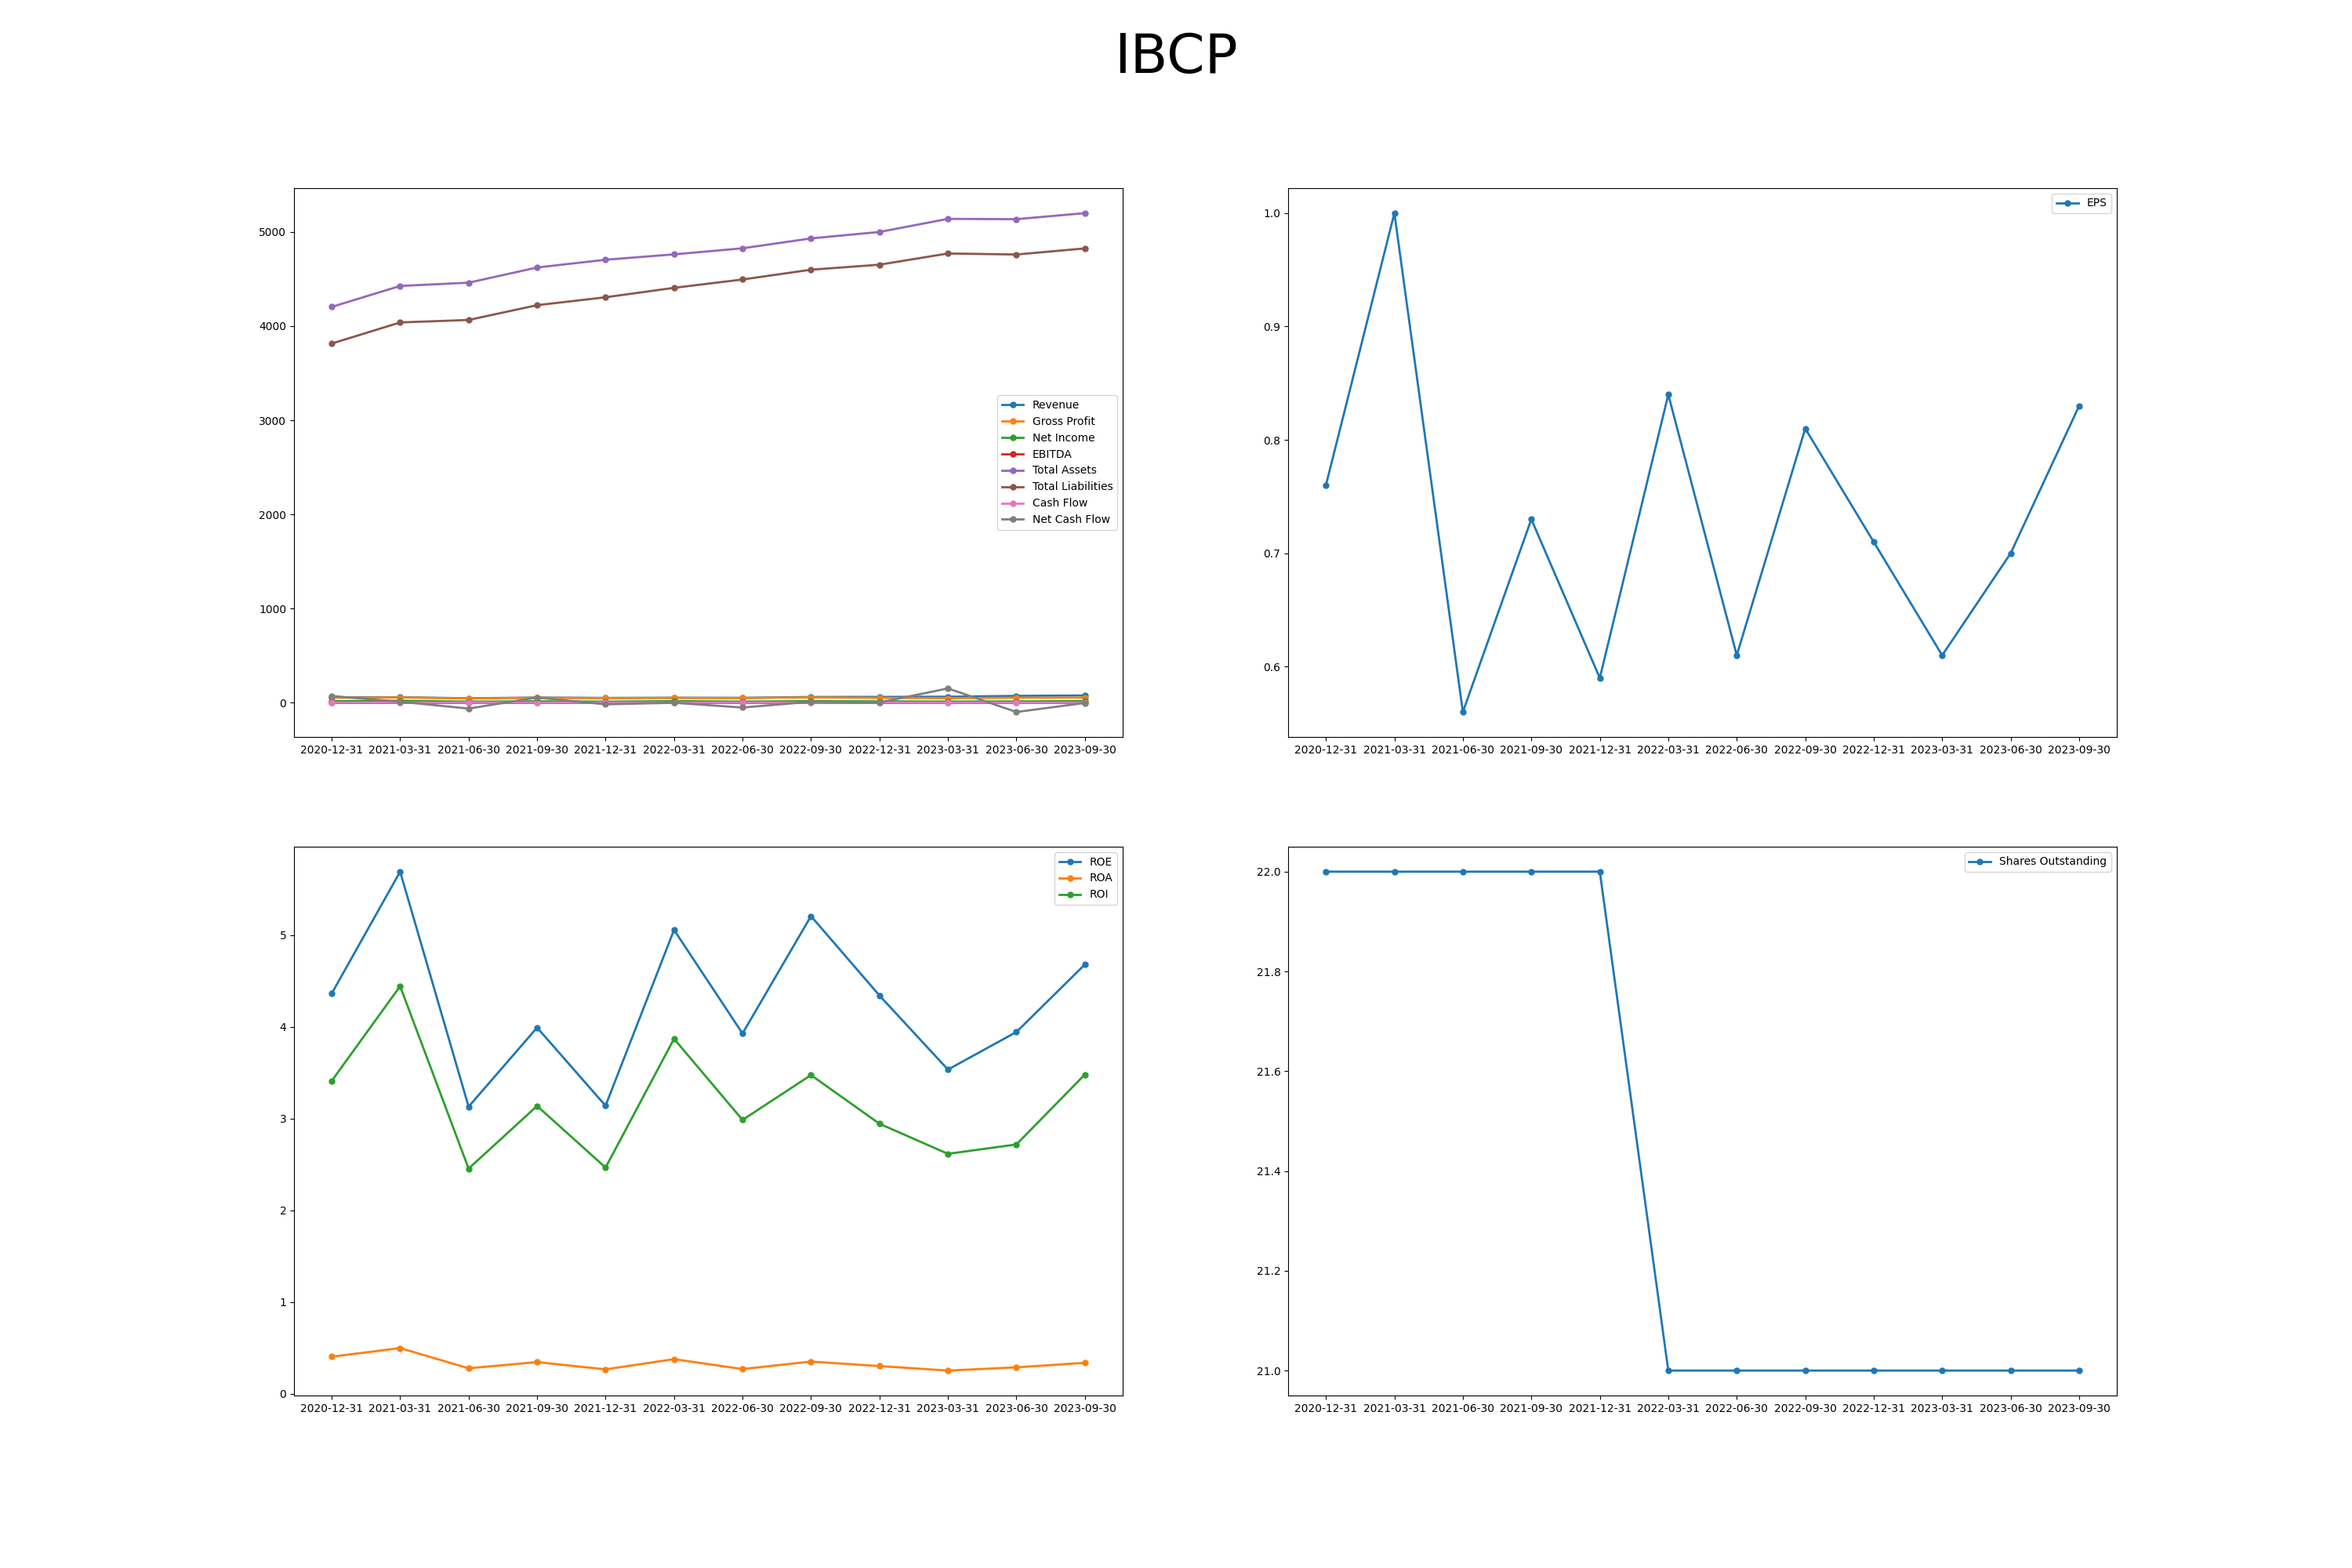 IBCP
5000
4000
3000
2000
1000
0
Revenue
Gross Profit
Net Income
EBITDA
Total Assets
Total Liabilities
Cash Flow
Net Cash Flow
2020-12-31 2021-03-31 2021-06-30 2021-09-30 2021-12-31 2022-03-31 2022-06-30 2022-09-30 2022-12-31 2023-03-31 2023-06-30 2023-09-30
EPS
1.0
0.9
0.8
0.7
0.6
2020-12-31 2021-03-31 2021-06-30 2021-09-30 2021-12-31 2022-03-31 2022-06-30 2022-09-30 2022-12-31 2023-03-31 2023-06-30 2023-09-30
ROE
ROA
ROI
5
4
3
2
1
0
2020-12-31 2021-03-31 2021-06-30 2021-09-30 2021-12-31 2022-03-31 2022-06-30 2022-09-30 2022-12-31 2023-03-31 2023-06-30 2023-09-30
Shares Outstanding
22.0
21.8
21.6
21.4
21.2
21.0
2020-12-31 2021-03-31 2021-06-30 2021-09-30 2021-12-31 2022-03-31 2022-06-30 2022-09-30 2022-12-31 2023-03-31 2023-06-30 2023-09-30